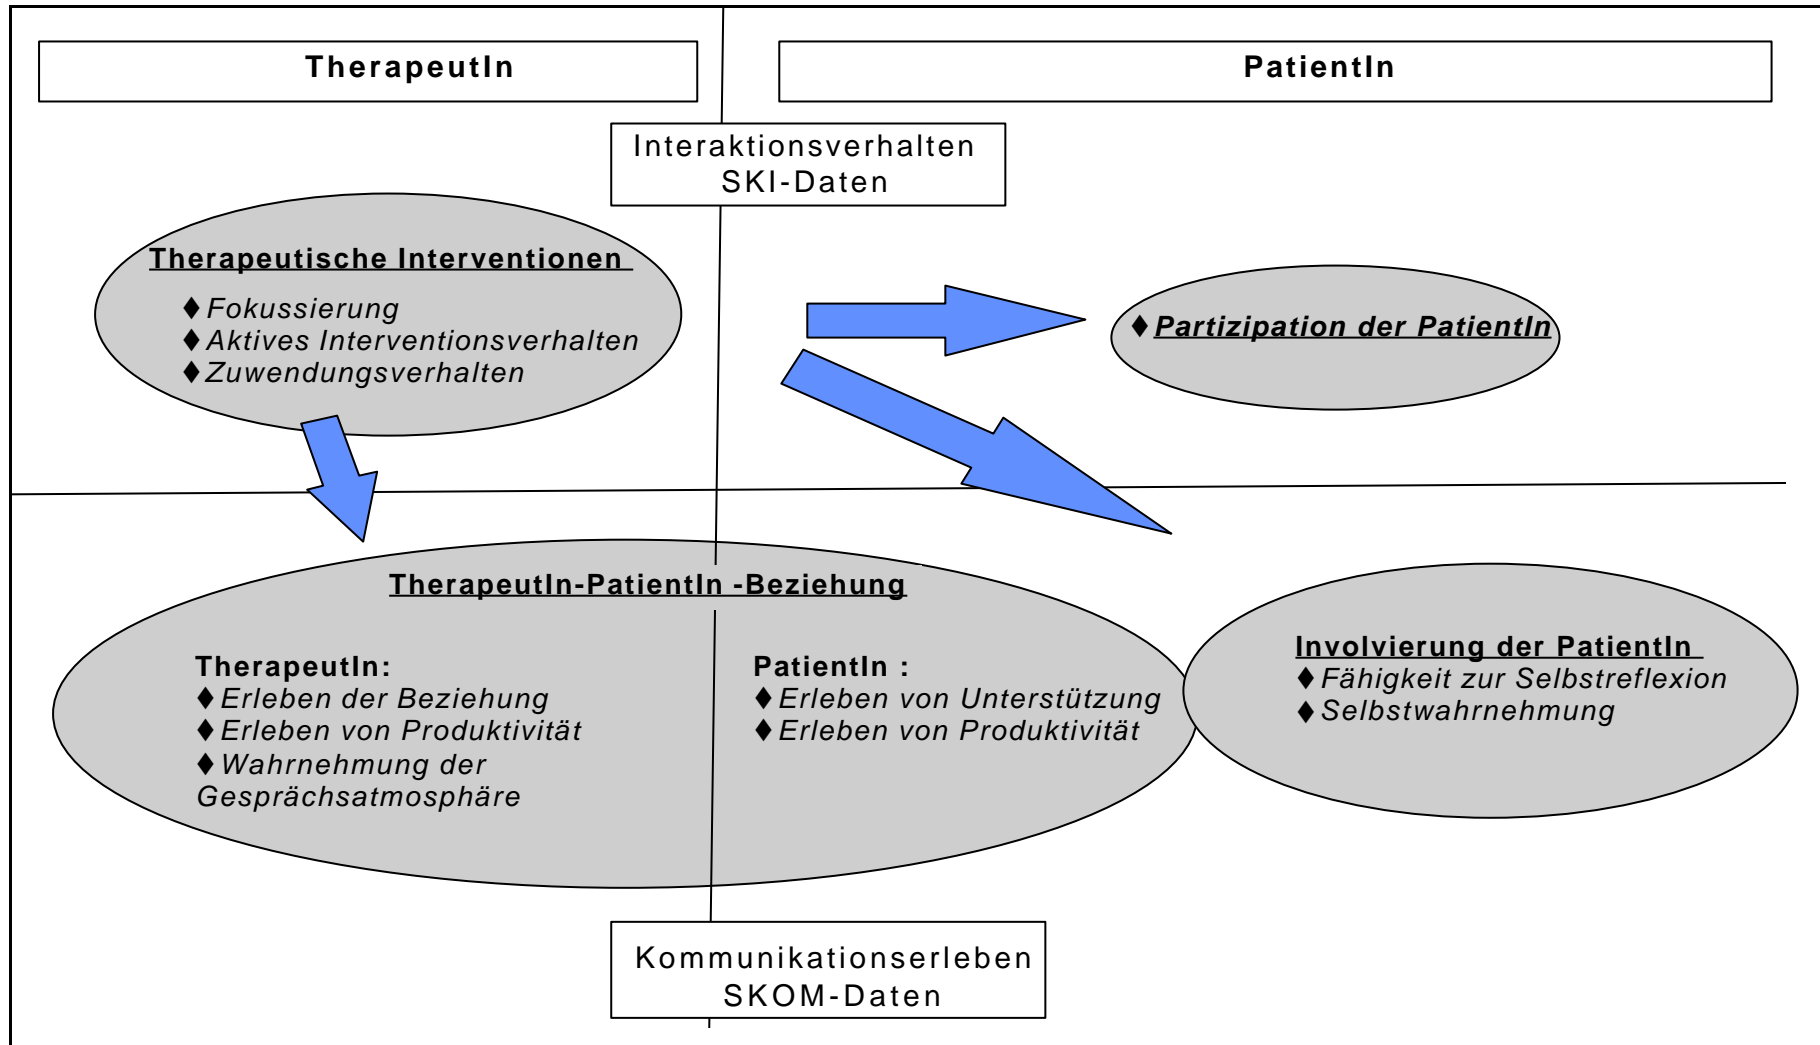 TherapeutIn
PatientIn
Interaktionsverhalten
SKI-Daten
Therapeutische Interventionen
♦ Fokussierung
♦ Aktives Interventionsverhalten
♦ Zuwendungsverhalten
♦ Partizipation der PatientIn
TherapeutIn-PatientIn -Beziehung
TherapeutIn:
♦ Erleben der Beziehung
♦ Erleben von Produktivität
♦ Wahrnehmung der
Gesprächsatmosphäre
PatientIn :
♦ Erleben von Unterstützung
♦ Erleben von Produktivität
Involvierung der PatientIn
♦ Fähigkeit zur Selbstreflexion
♦ Selbstwahrnehmung
Kommunikationserleben
SKOM-Daten